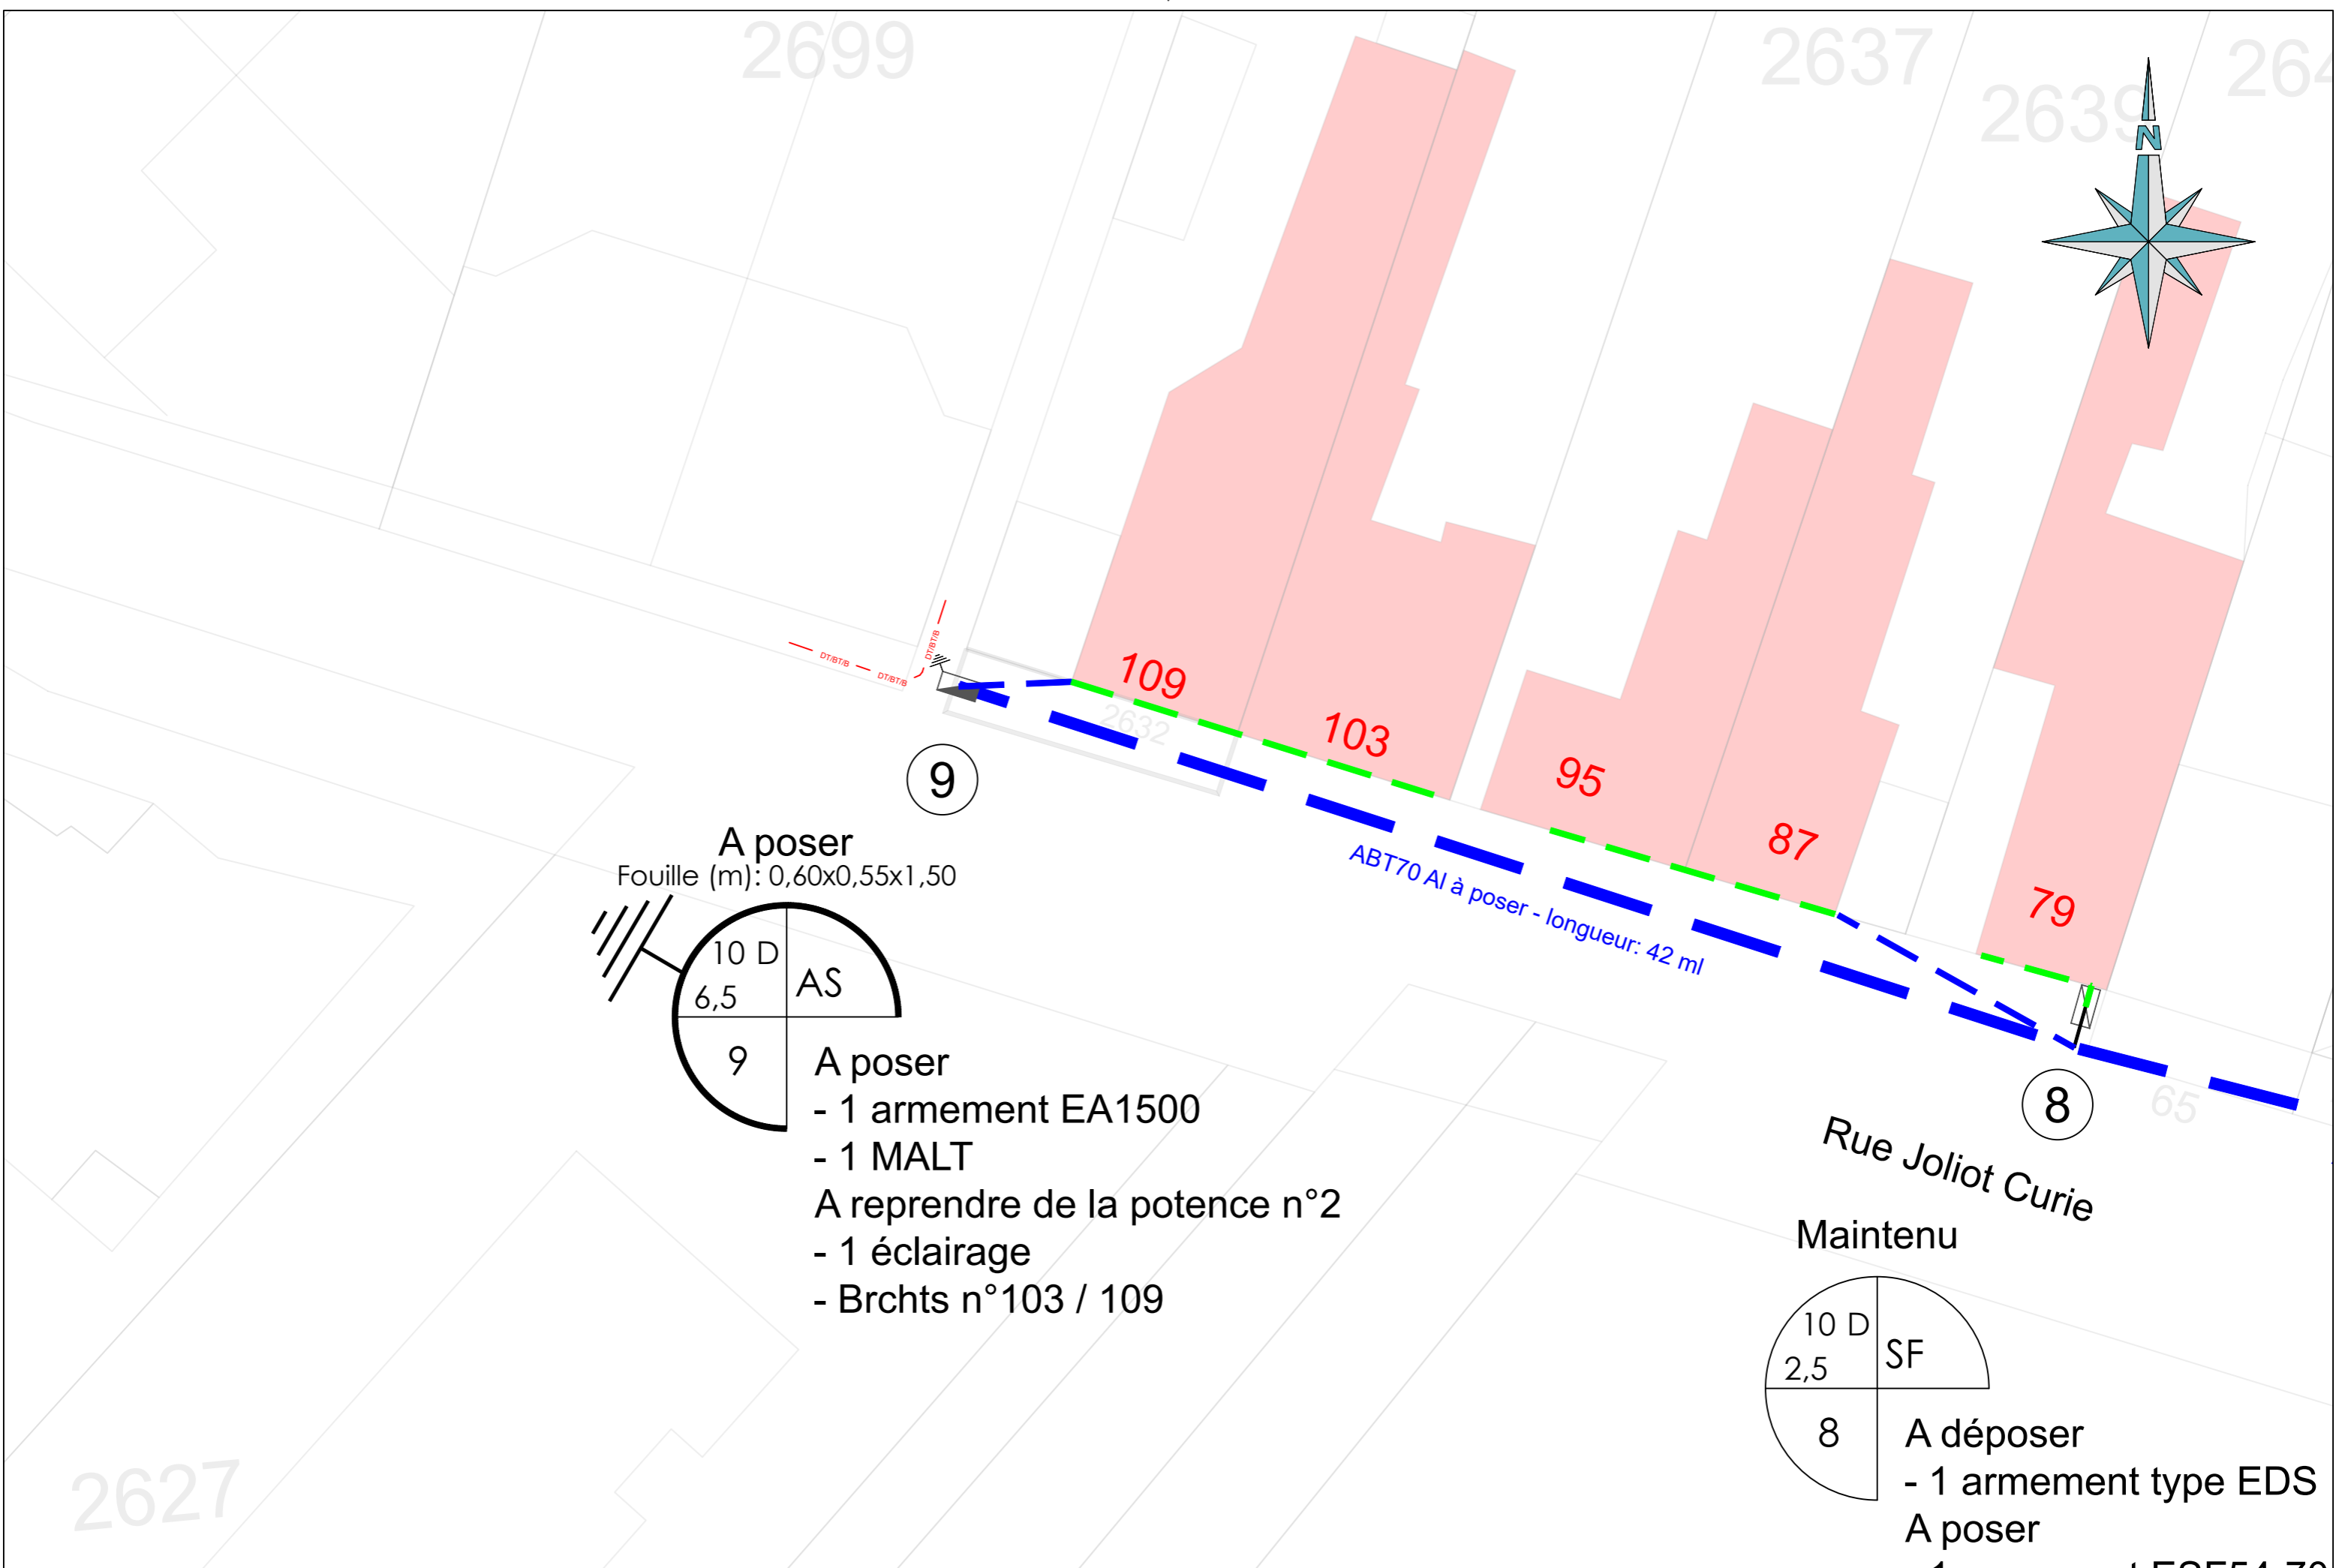 2699
2637
2639
264
N
DT/BT/B
DT/BT/B
DT/BT/B
109
2632
103
95
87
79
9
ABT70 Al à poser - longueur: 42 ml
8
65
Rue Joliot Curie
A poser
Fouille (m): 0,60x0,55x1,50
10 D
6,5
AS
9
A poser
- 1 armement EA1500
- 1 MALT
A reprendre de la potence n°2
- 1 éclairage
- Brchts n°103 / 109
Maintenu
10 D
2,5
SF
8
A déposer
- 1 armement type EDS
A poser
2627